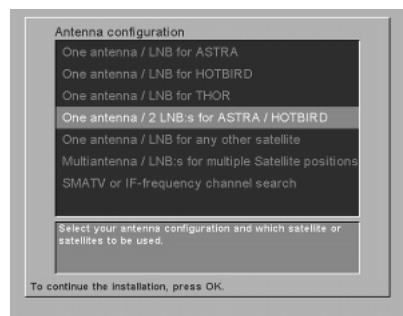 Antenna configuration
One antenna / LNB for ASTRA
One antenna / LNB for HOTBIRD
One antenna / LNB for THOR
One antenna / 2 LNB:s for ASTRA / HOTBIRD
One antenna / LNB for any other satellite
Multiantenna / LNB:s for multiple Satellite positions
SMATV or IF-frequency channel search
Select your antenna configuration and which satellite or
satellites to be used.
To continue the installation, press OK.